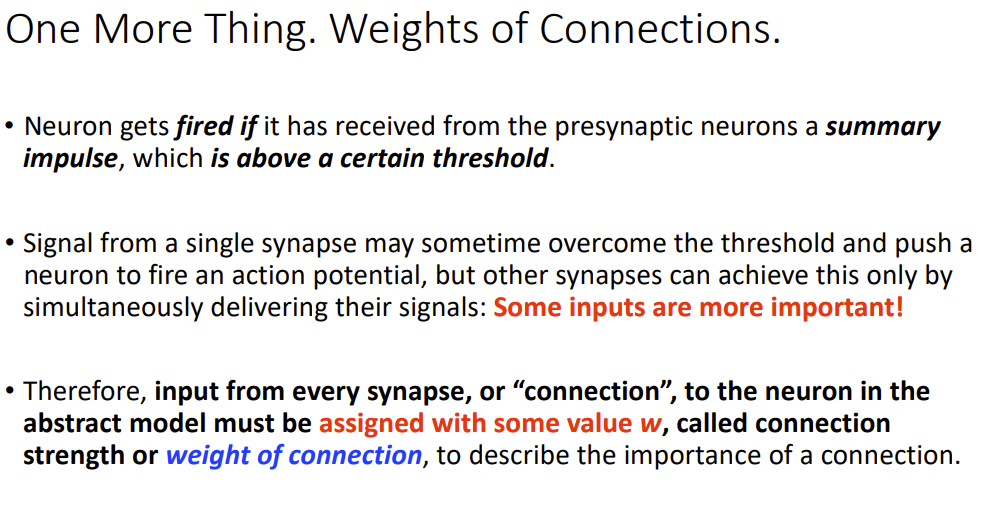 One More Thing. Weights of Connections.
• Neuron gets fired if it has received from the presynaptic neurons a summary
impulse, which is above a certain threshold.
• Signal from a single synapse may sometime overcome the threshold and push a
neuron to fire an action potential, but other synapses can achieve this only by
simultaneously delivering their signals: Some inputs are more important!
• Therefore, input from every synapse, or “connection”, to the neuron in the
abstract model must be assigned with some value w, called connection
strength or weight of connection, to describe the importance of a connection.